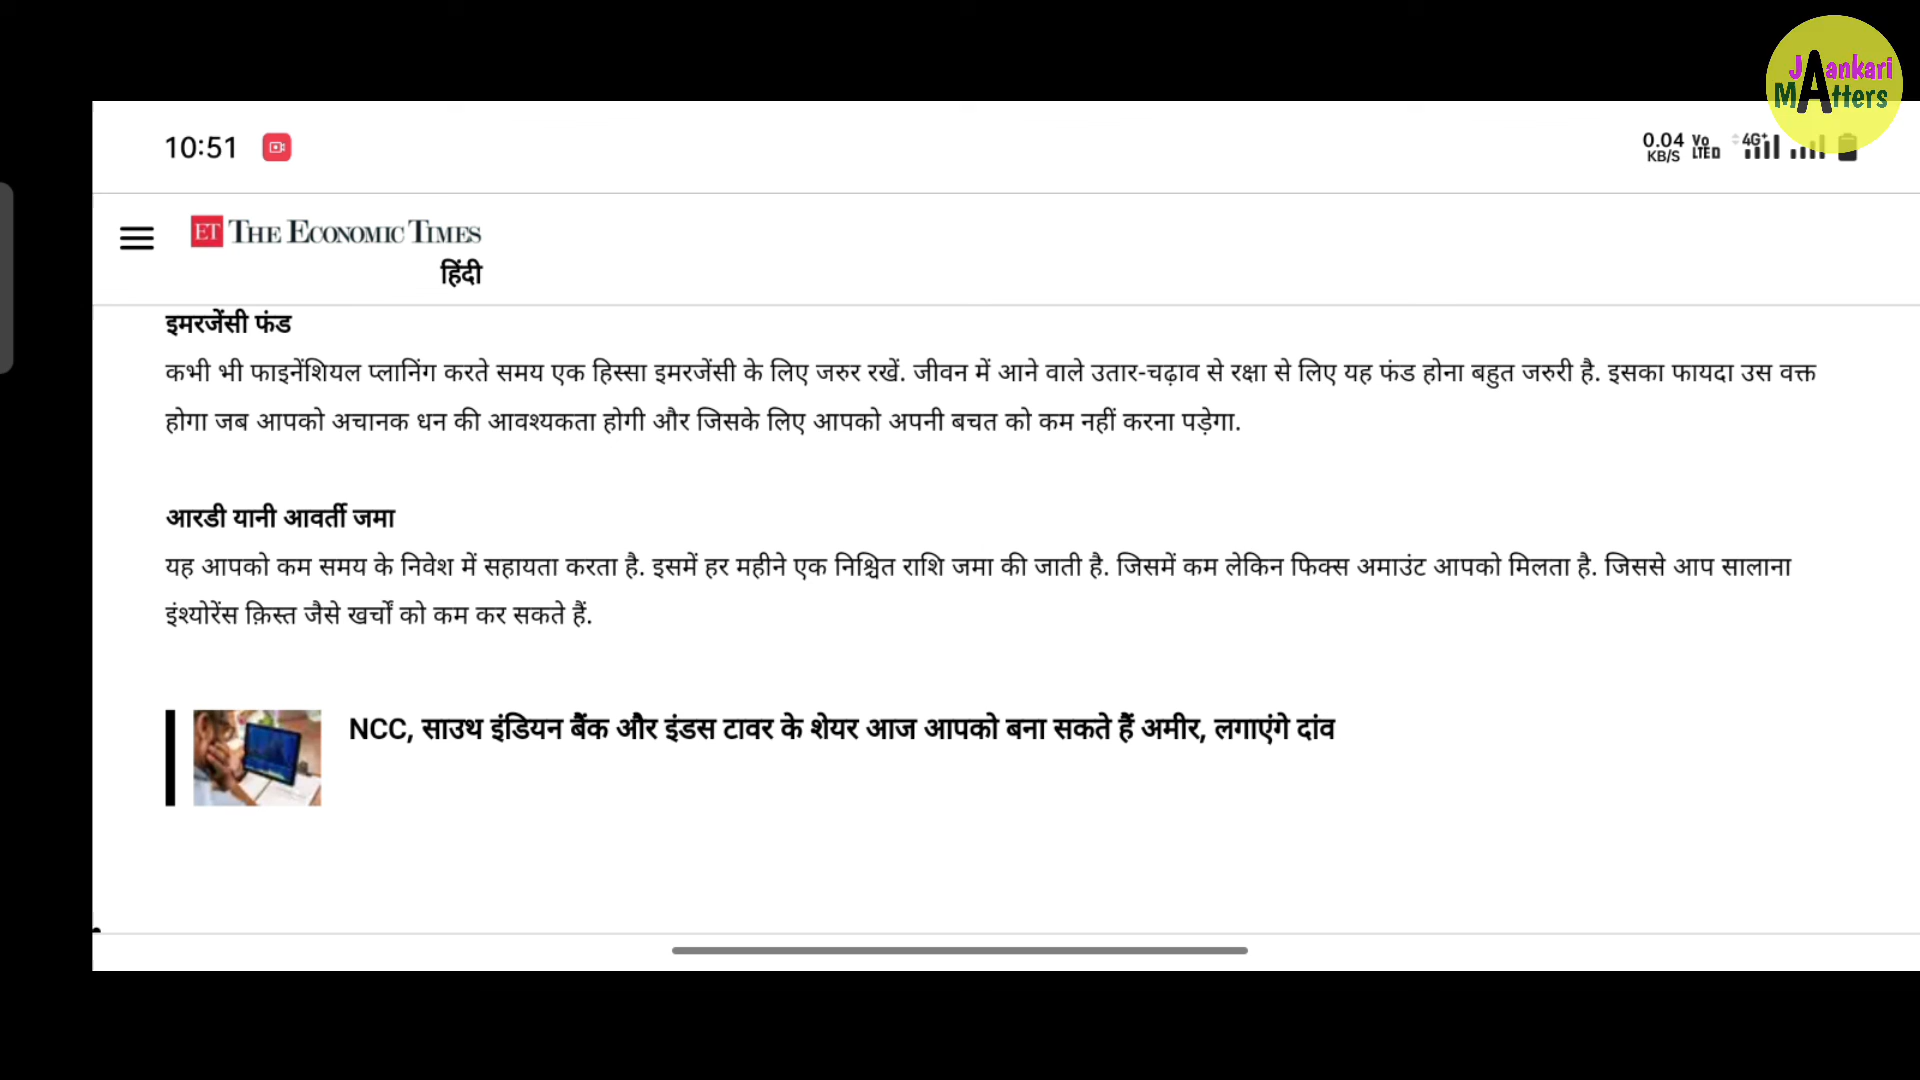 Jaankari
Matters
10:51
0.04
KB/S
Vo
LTE D
4G+
ET THE ECONOMIC TIMES
हिंदी
इमरजेंसी फंड
कभी भी फाइनेंशियल प्लानिंग करते समय एक हिस्सा इमरजेंसी के लिए जरुर रखें. जीवन में आने वाले उतार-चढ़ाव से रक्षा से लिए यह फंड होना बहुत जरुरी है. इसका फायदा उस वक्त
होगा जब आपको अचानक धन की आवश्यकता होगी और जिसके लिए आपको अपनी बचत को कम नहीं करना पड़ेगा.
आरडी यानी आवर्ती जमा
यह आपको कम समय के निवेश में सहायता करता है. इसमें हर महीने एक निश्चित राशि जमा की जाती है. जिसमें कम लेकिन फिक्स अमाउंट आपको मिलता है. जिससे आप सालाना
इंश्योरेंस क़िस्त जैसे खर्चों को कम कर सकते हैं.
NCC, साउथ इंडियन बैंक और इंडस टावर के शेयर आज आपको बना सकते हैं अमीर, लगाएंगे दांव